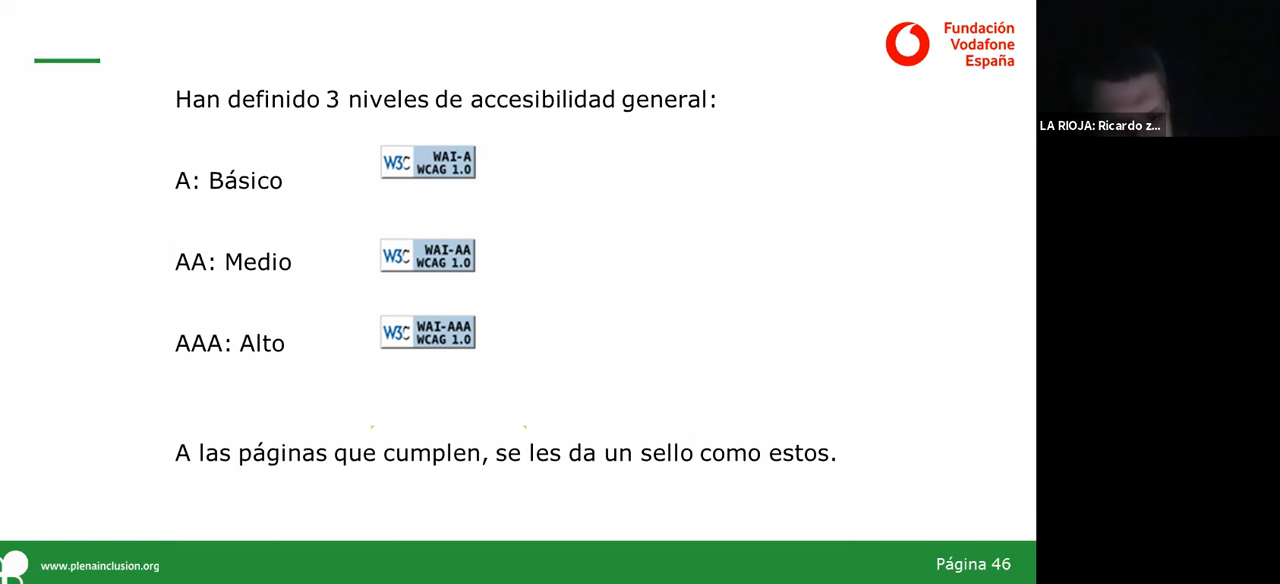 Fundación
Vodafone
España
Han definido 3 niveles de accesibilidad general:
A: Básico
W3C WAI-A
WCAG 1.0
AA: Medio
W3C WAI-AA
WCAG 1.0
AAA: Alto
W3C WAI-AAA
WCAG 1.0
A las páginas que cumplen, se les da un sello como estos.
www.plenainclusion.org
Página 46
LA RIOJA: Ricardo z...